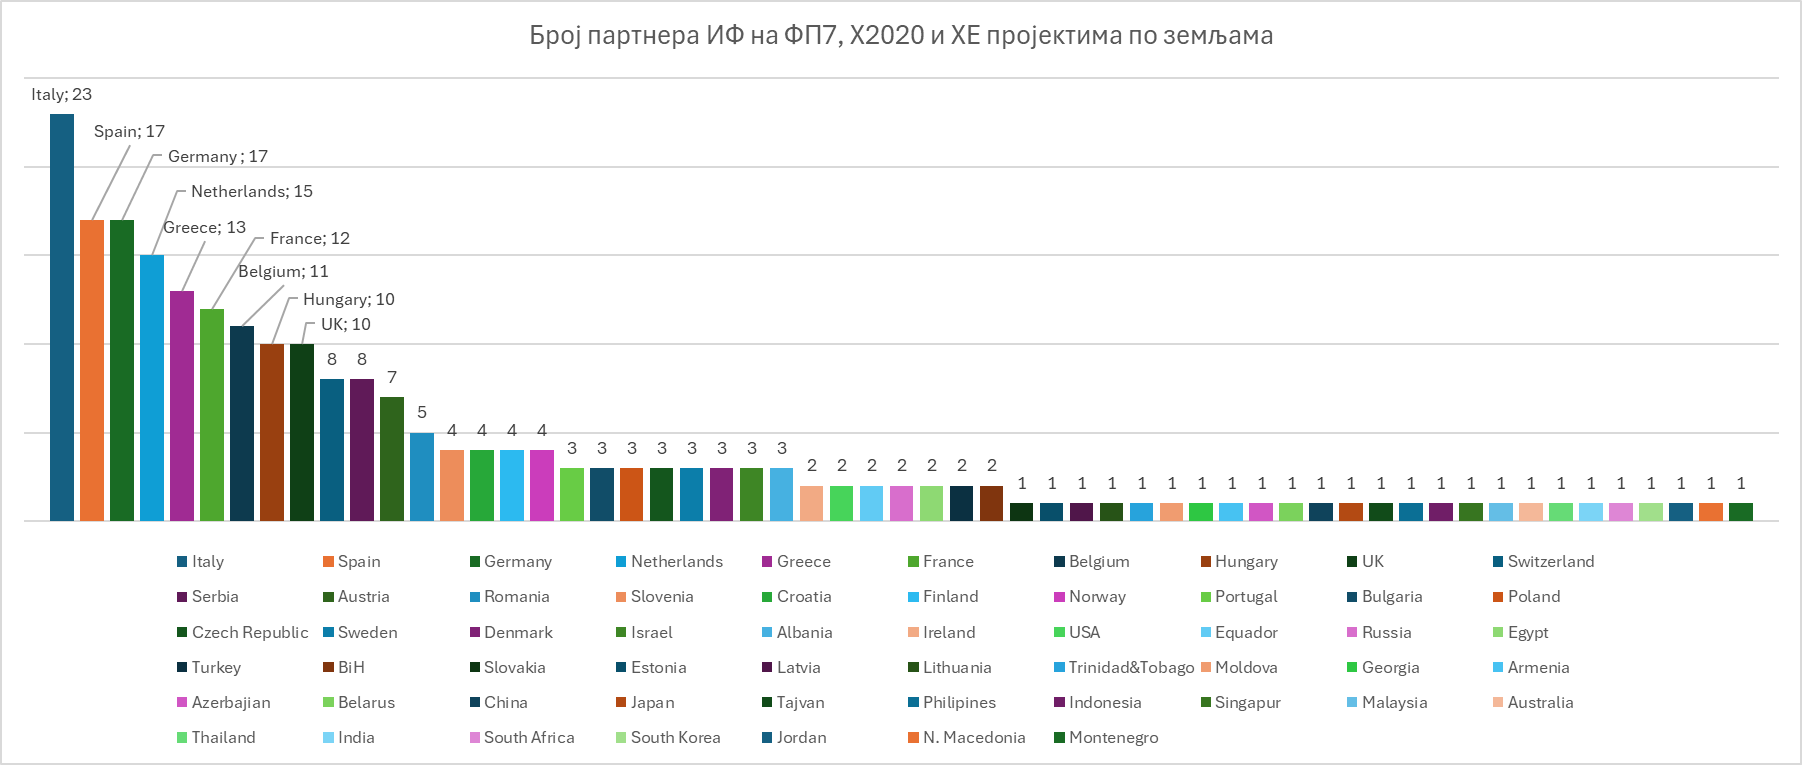 Број партнера ИФ на ФП7, Х2020 и ХЕ пројектима по земљама
Italy; 23
Spain; 17
Germany ; 17
Netherlands; 15
Greece; 13
France; 12
Belgium; 11
Hungary; 10
UK; 10
8 8 7 5 4 4 4 4 3 3 3 3 3 3 3 3 2 2 2 2 2 2 2 1 1 1 1 1 1 1 1 1 1 1 1 1 1 1 1 1 1 1 1 1 1 1 1 1
Italy Spain Germany Netherlands Greece France Belgium Hungary UK Switzerland
Serbia Austria Romania Slovenia Croatia Finland Norway Portugal Bulgaria Poland
Czech Republic Sweden Denmark Israel Albania Ireland USA Equador Russia Egypt
Turkey BiH Slovakia Estonia Latvia Lithuania Trinidad&Tobago Moldova Georgia Armenia
Azerbajian Belarus China Japan Tajvan Philipines Indonesia Singapur Malaysia Australia
Thailand India South Africa South Korea Jordan N. Macedonia Montenegro